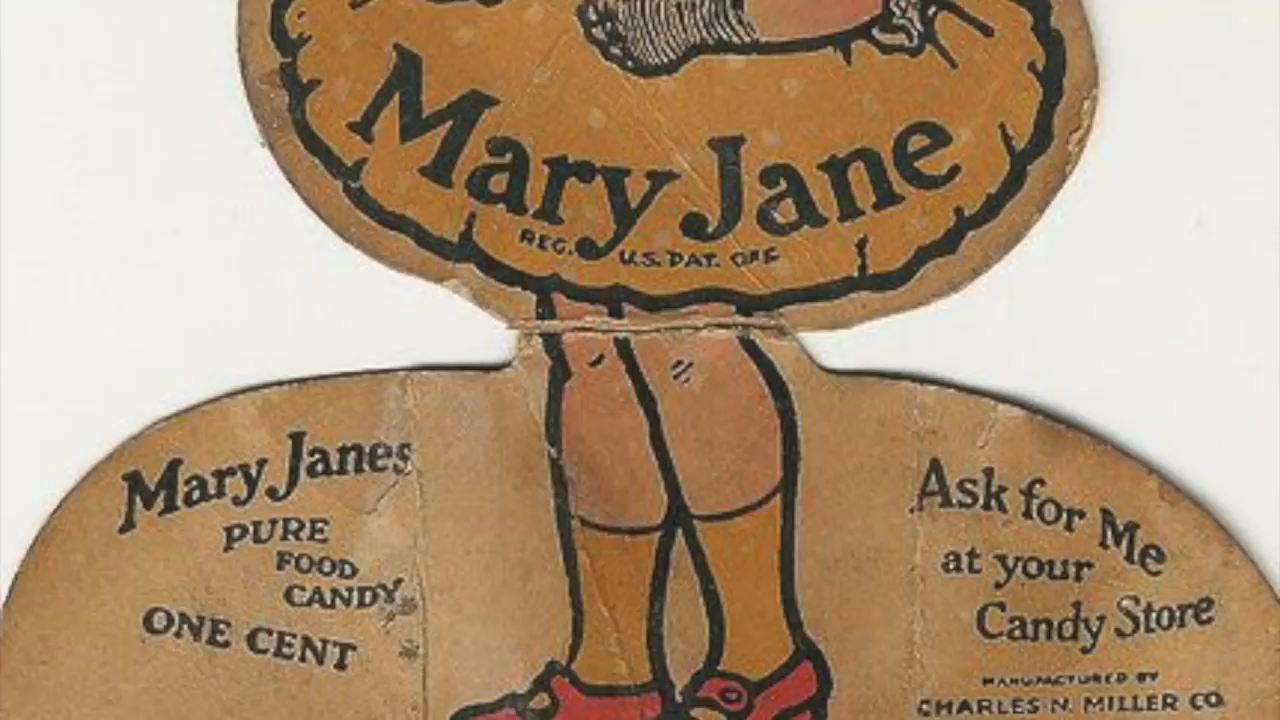 Mary Jane
REG. U.S. PAT. OFF
Mary Janes
PURE
FOOD
CANDY
ONE CENT
Ask for Me
at your
Candy Store
MANUFACTURED BY
CHARLES N. MILLER CO